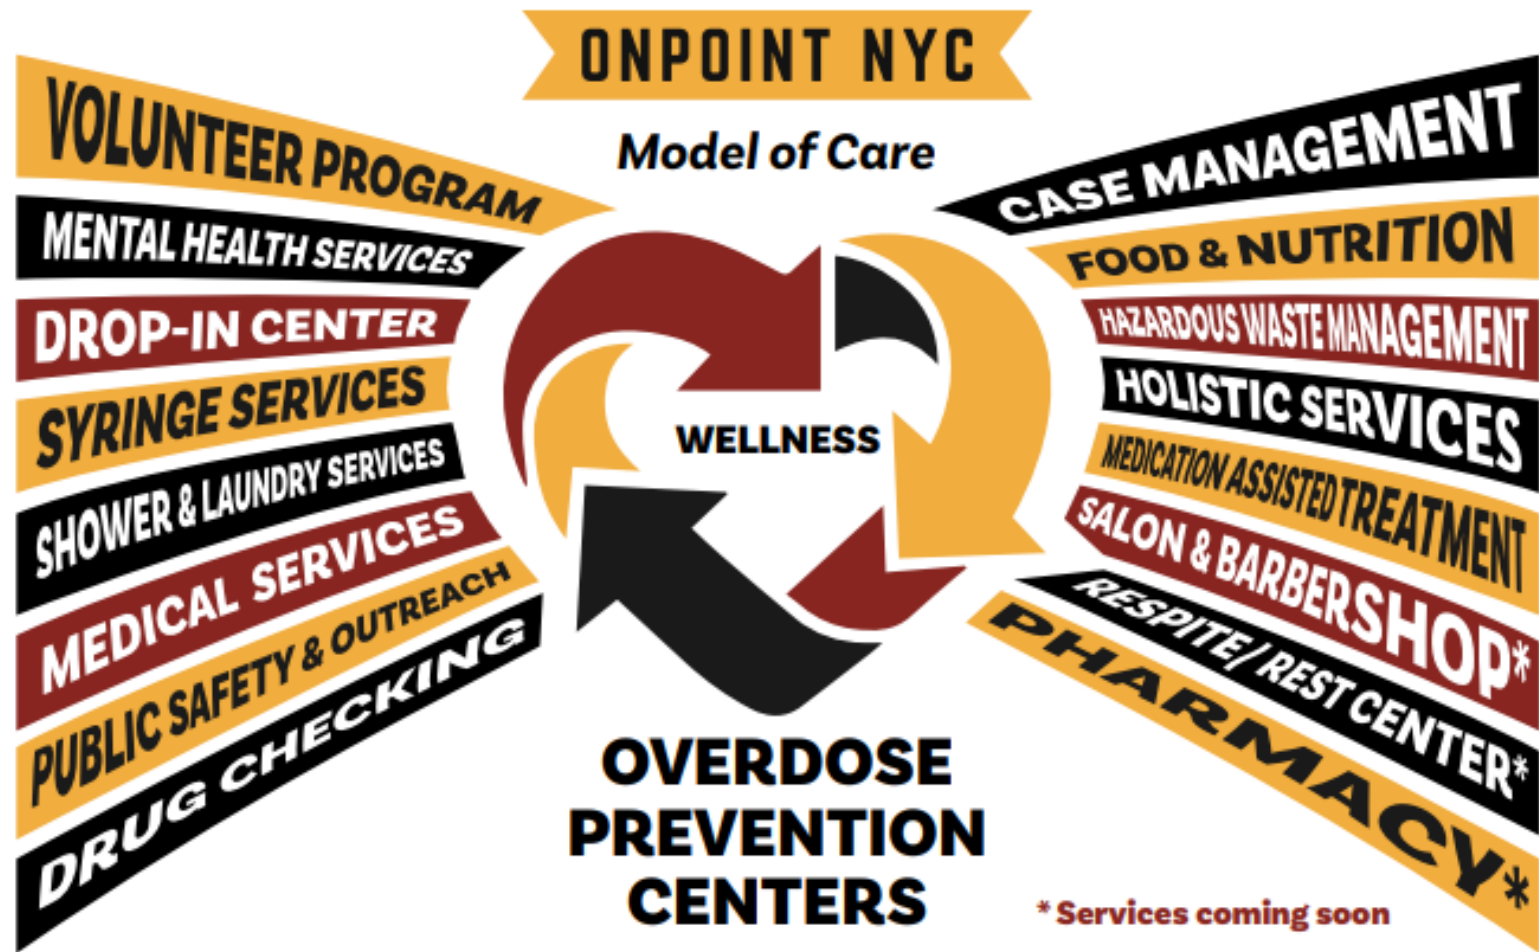 ONPOINT NYC
Model of Care
VOLUNTEER PROGRAM
MENTAL HEALTH SERVICES
DROP-IN CENTER
SYRINGE SERVICES
SHOWER & LAUNDRY SERVICES
MEDICAL SERVICES
PUBLIC SAFETY & OUTREACH
DRUG CHECKING
WELLNESS
CASE MANAGEMENT
FOOD & NUTRITION
HAZARDOUS WASTE MANAGEMENT
HOLISTIC SERVICES
MEDICATION ASSISTED TREATMENT
SALON & BARBERSHOP*
RESPITE/REST CENTER*
PHARMACY*
OVERDOSE
PREVENTION
CENTERS
* Services coming soon